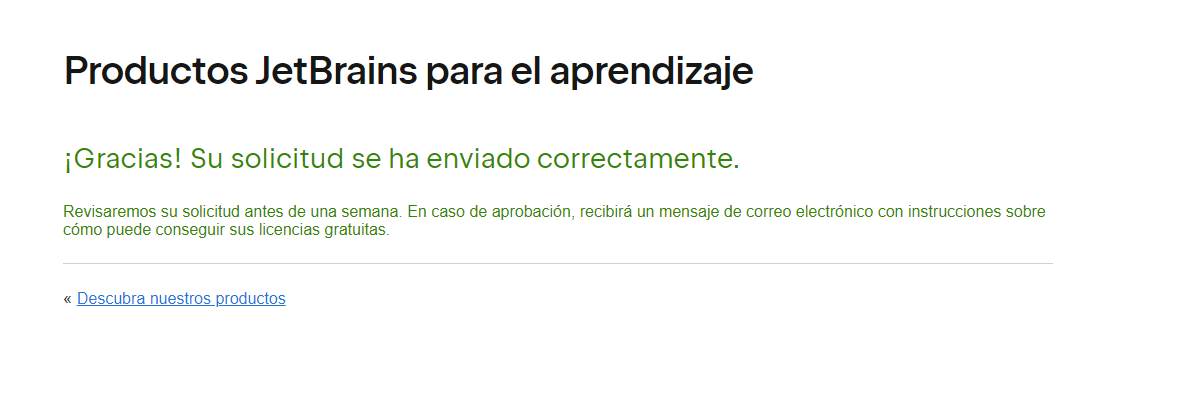 Productos JetBrains para el aprendizaje
¡Gracias! Su solicitud se ha enviado correctamente.
Revisaremos su solicitud antes de una semana. En caso de aprobación, recibirá un mensaje de correo electrónico con instrucciones sobre
cómo puede conseguir sus licencias gratuitas.
« Descubra nuestros productos